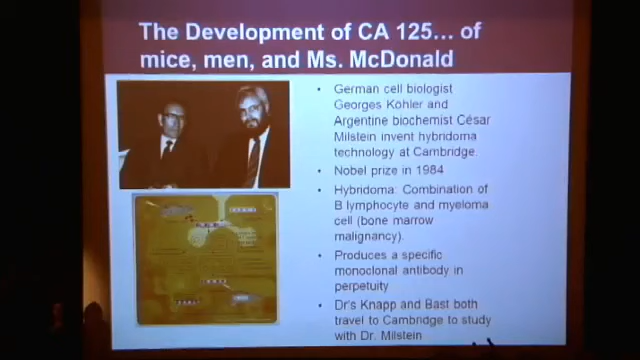 The Development of CA 125… of
mice, men, and Ms. McDonald
• German cell biologist
Georges Köhler and
Argentine biochemist César
Milstein invent hybridoma
technology at Cambridge.
• Nobel prize in 1984
• Hybridoma: Combination of
B lymphocyte and myeloma
cell (bone marrow
malignancy).
• Produces a specific
monoclonal antibody in
perpetuity
• Dr's Knapp and Bast both
travel to Cambridge to study
with Dr. Milstein